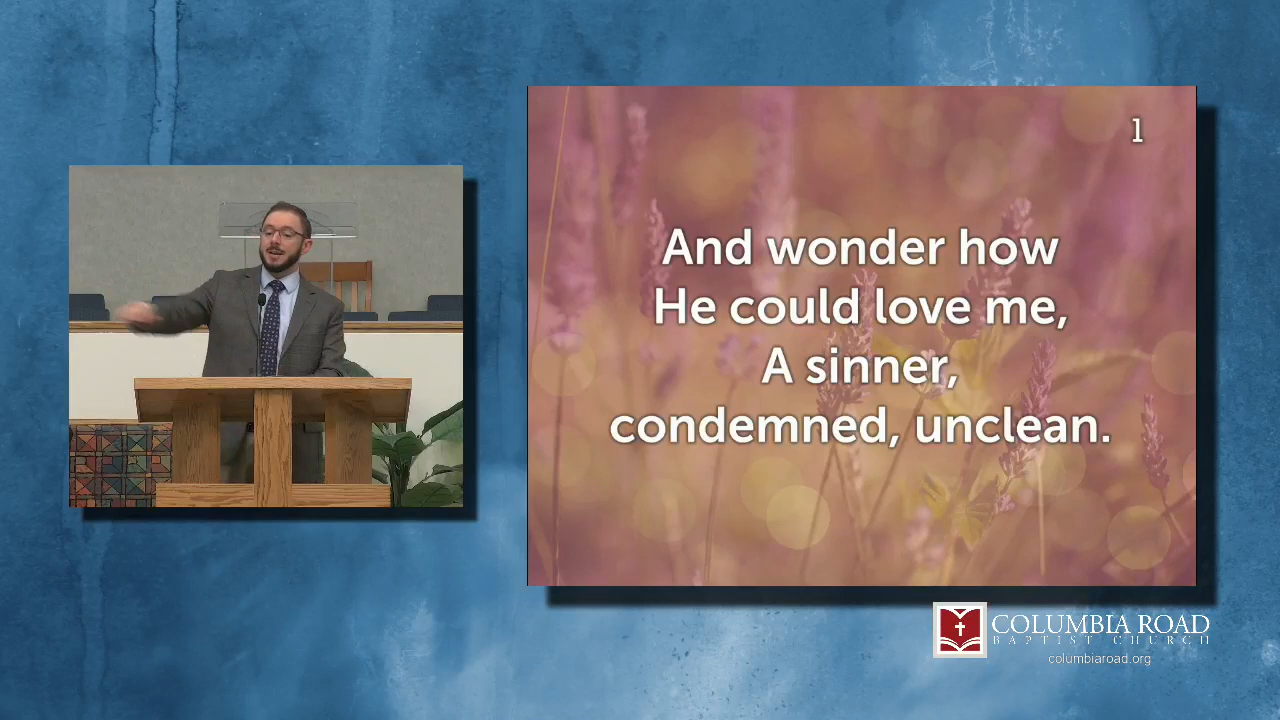 1
And wonder how
He could love me,
A sinner,
condemned, unclean.
COLUMBIA ROAD
BAPTIST CHURCH
columbiaroad.org